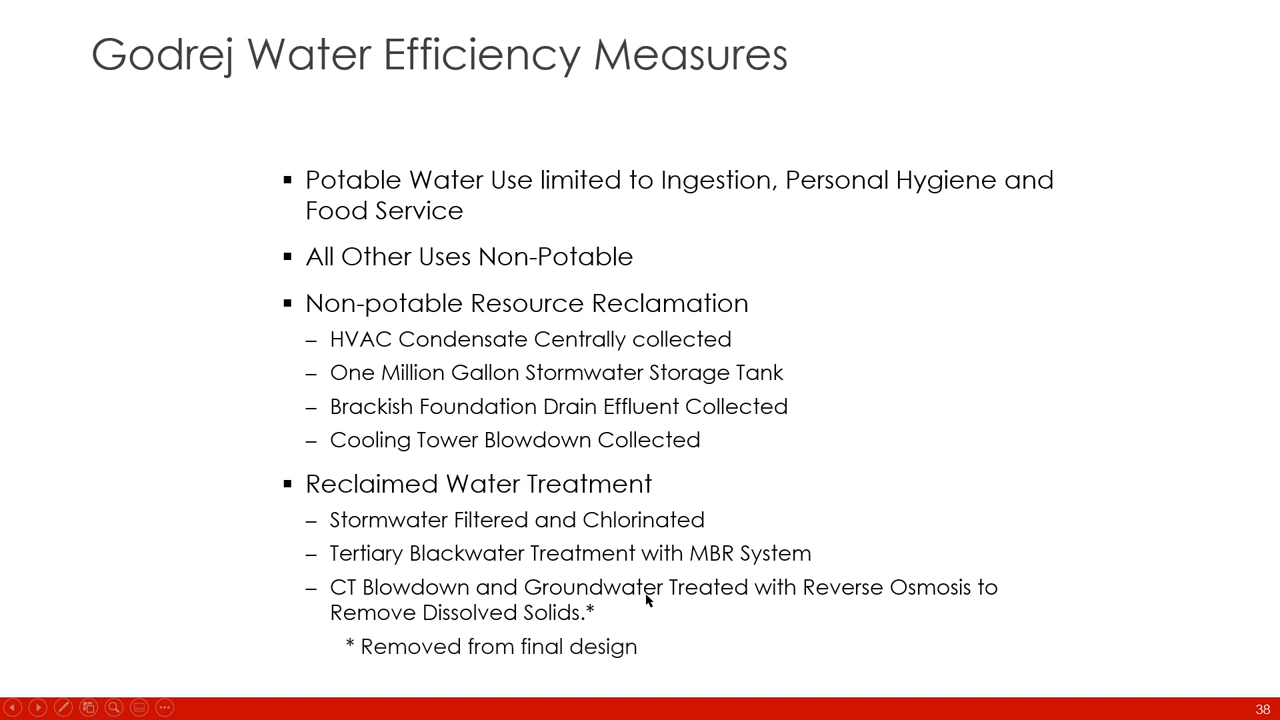 Godrej Water Efficiency Measures
▪ Potable Water Use limited to Ingestion, Personal Hygiene and
Food Service
▪ All Other Uses Non-Potable
▪ Non-potable Resource Reclamation
– HVAC Condensate Centrally collected
– One Million Gallon Stormwater Storage Tank
– Brackish Foundation Drain Effluent Collected
– Cooling Tower Blowdown Collected
▪ Reclaimed Water Treatment
– Stormwater Filtered and Chlorinated
– Tertiary Blackwater Treatment with MBR System
– CT Blowdown and Groundwater Treated with Reverse Osmosis to
Remove Dissolved Solids.*
* Removed from final design
38